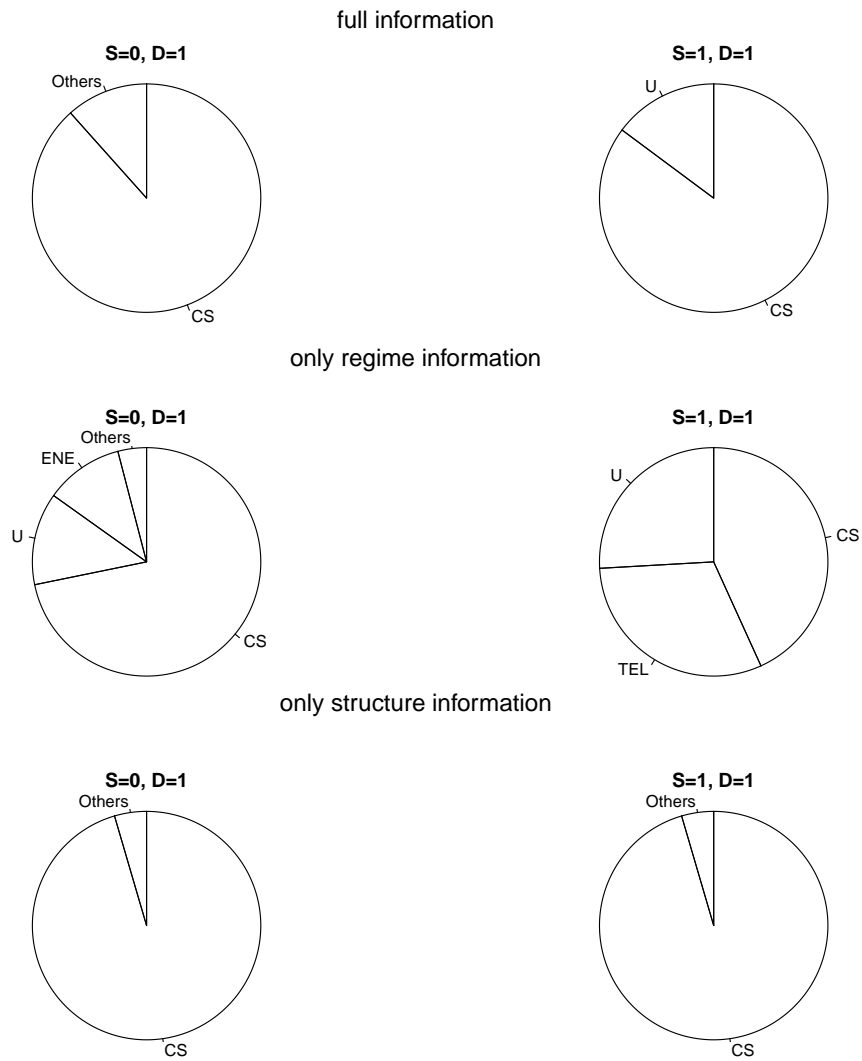 full information
S=0, D=1
S=1, D=1
Others
U
CS
CS
only regime information
S=0, D=1
S=1, D=1
Others
ENE
U
U
CS
CS
TEL
only structure information
S=0, D=1
S=1, D=1
Others
Others
CS
CS